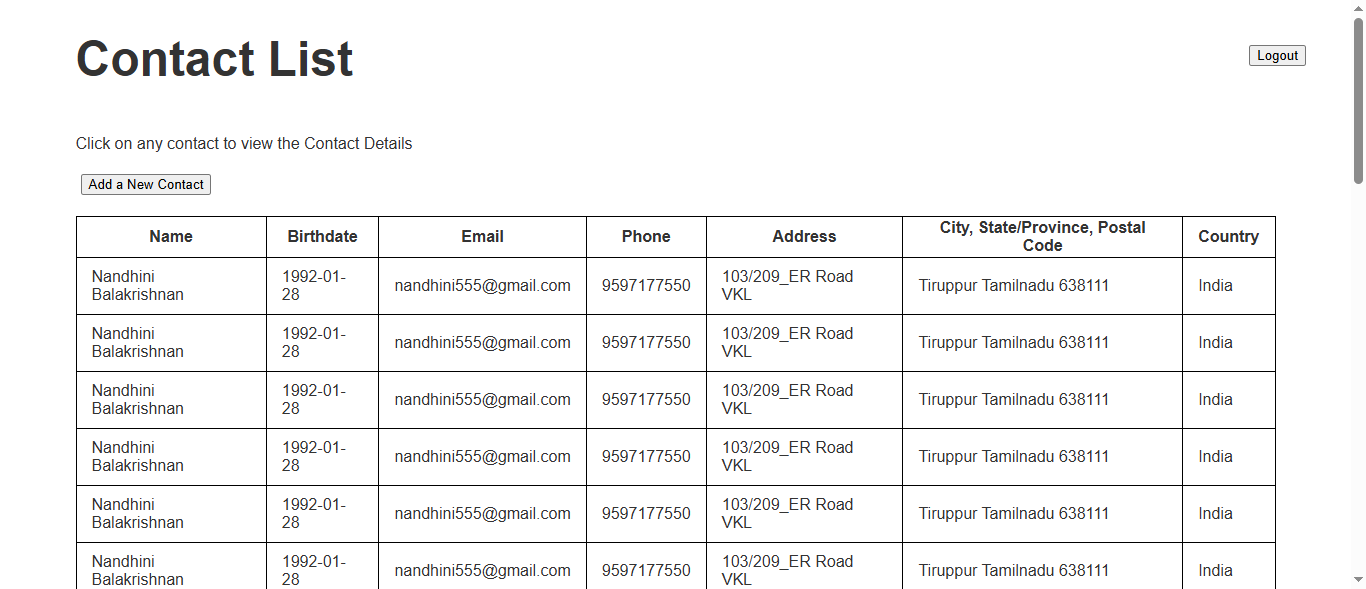 Contact List
Logout
Click on any contact to view the Contact Details
Add a New Contact
Name Birthdate Email Phone Address City, State/Province, Postal Code Country
Nandhini Balakrishnan 1992-01-28 nandhini555@gmail.com 9597177550 103/209_ER Road VKL Tiruppur Tamilnadu 638111 India
Nandhini Balakrishnan 1992-01-28 nandhini555@gmail.com 9597177550 103/209_ER Road VKL Tiruppur Tamilnadu 638111 India
Nandhini Balakrishnan 1992-01-28 nandhini555@gmail.com 9597177550 103/209_ER Road VKL Tiruppur Tamilnadu 638111 India
Nandhini Balakrishnan 1992-01-28 nandhini555@gmail.com 9597177550 103/209_ER Road VKL Tiruppur Tamilnadu 638111 India
Nandhini Balakrishnan 1992-01-28 nandhini555@gmail.com 9597177550 103/209_ER Road VKL Tiruppur Tamilnadu 638111 India
Nandhini Balakrishnan 1992-01-28 nandhini555@gmail.com 9597177550 103/209_ER Road VKL Tiruppur Tamilnadu 638111 India